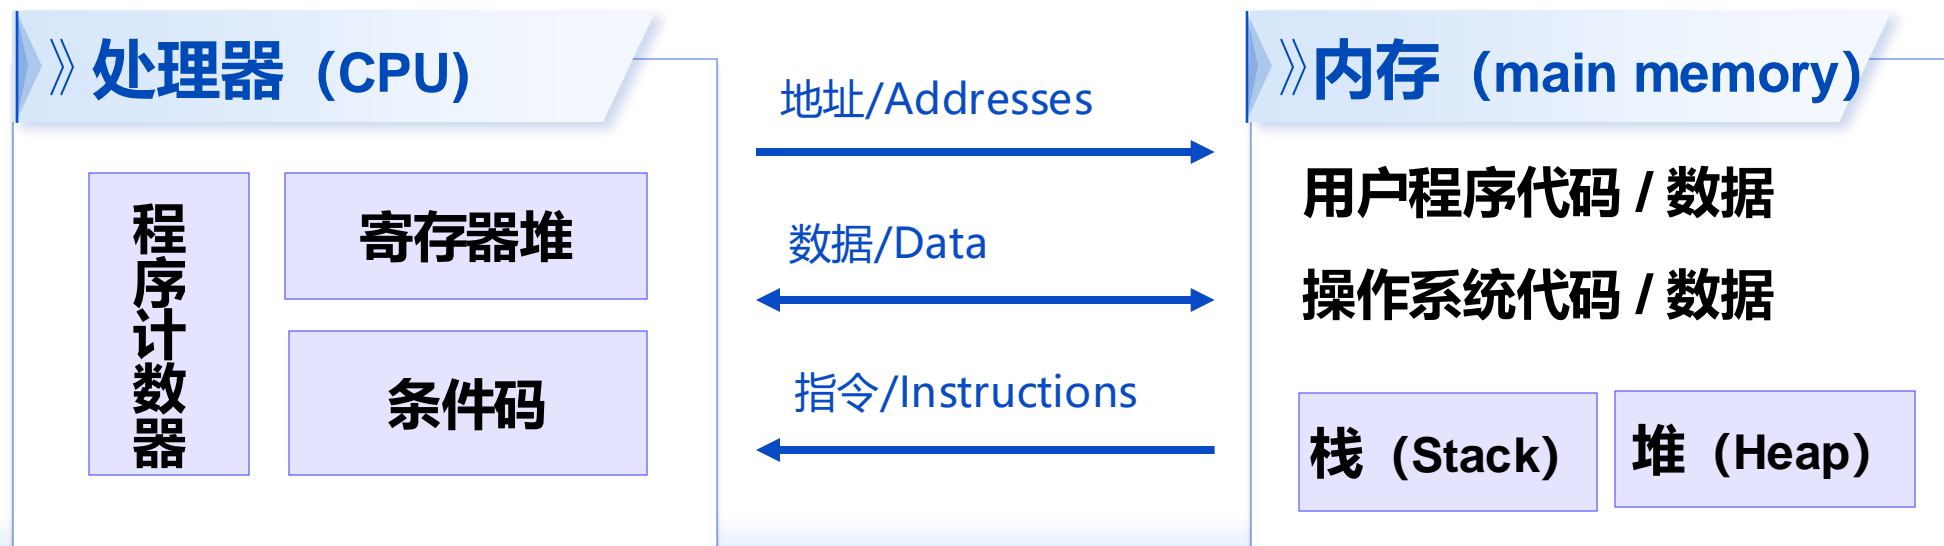 处理器（CPU）
程序计数器
寄存器堆
条件码
地址/Addresses
数据/Data
指令/Instructions
内存（main memory）
用户程序代码 / 数据
操作系统代码 / 数据
栈（Stack）
堆（Heap）